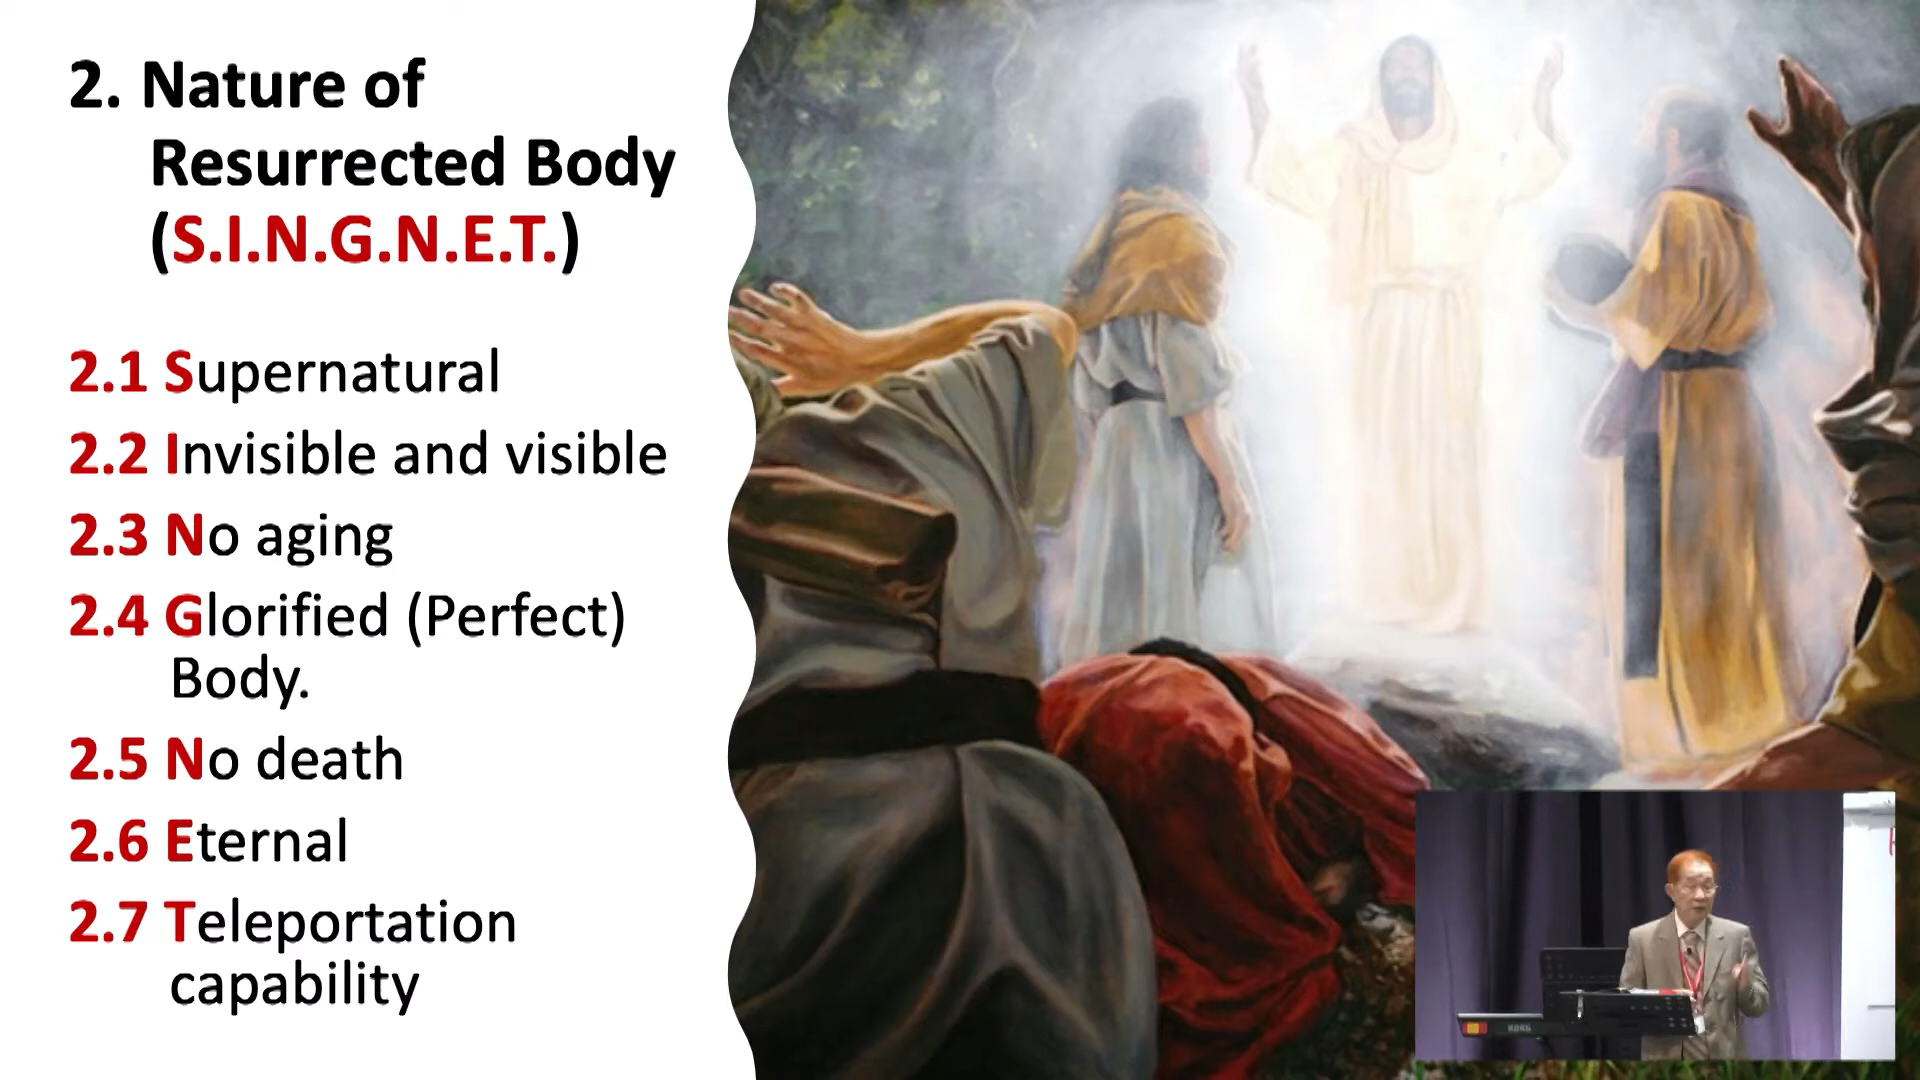 2. Nature of
Resurrected Body
(S.I.N.G.N.E.T.)
2.1 Supernatural
2.2 Invisible and visible
2.3 No aging
2.4 Glorified (Perfect)
Body.
2.5 No death
2.6 Eternal
2.7 Teleportation
capability
KORG